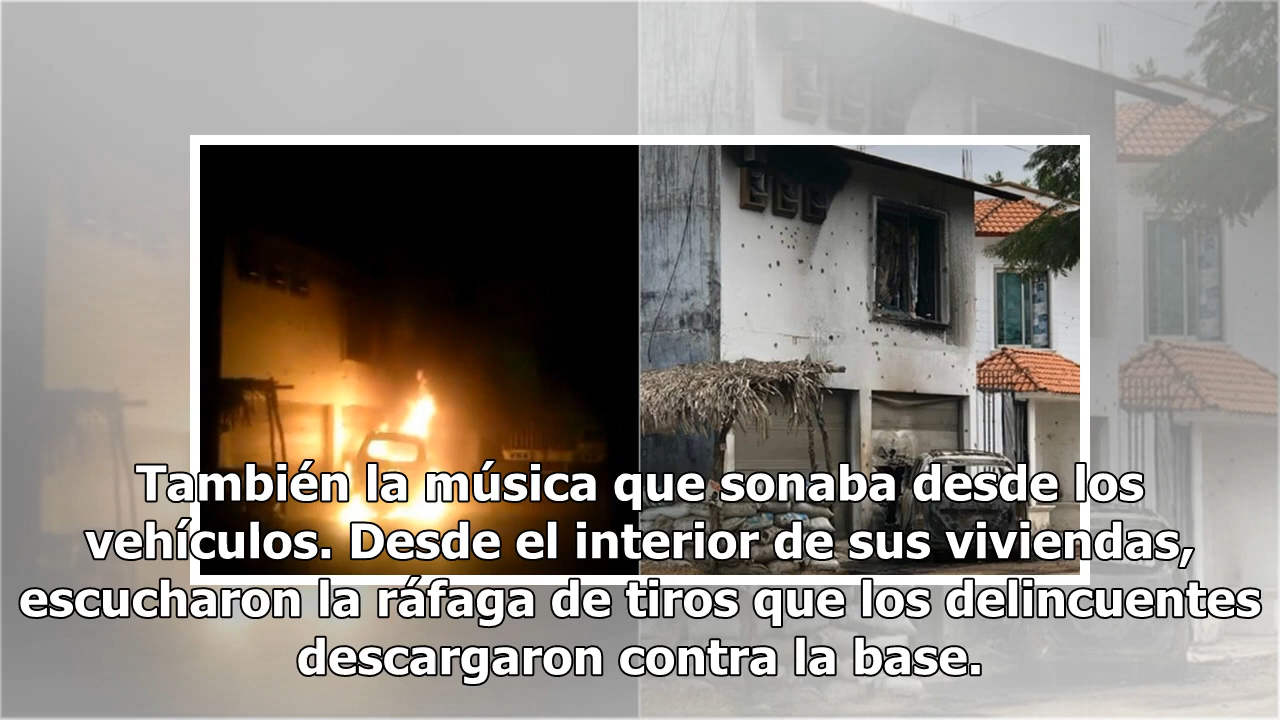 También la música que sonaba desde los
vehículos. Desde el interior de sus viviendas,
escucharon la ráfaga de tiros que los delincuentes
descargaron contra la base.